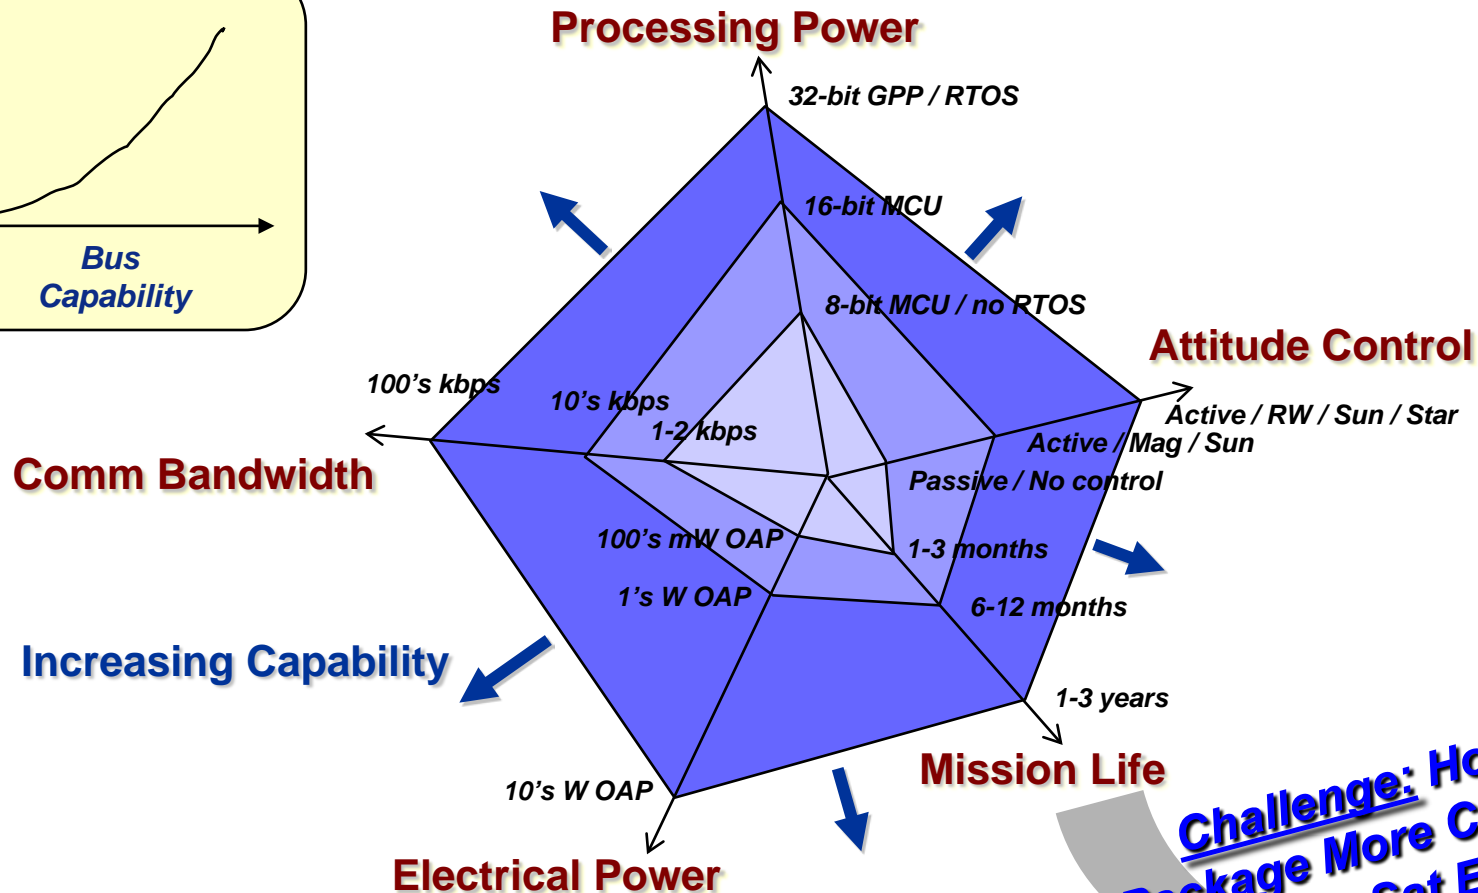 Processing Power
32-bit GPP / RTOS
16-bit MCU
Bus
Capability
8-bit MCU / no RTOS
Attitude Control
100's kbps
10's kbps
1-2 kbps
Active / RW / Sun / Star
Active / Mag / Sun
Comm Bandwidth
Passive / No control
100's mW OAP
1-3 months
1's W OAP
6-12 months
Increasing Capability
1-3 years
10's W OAP
Mission Life
Electrical Power
Challenge:
More